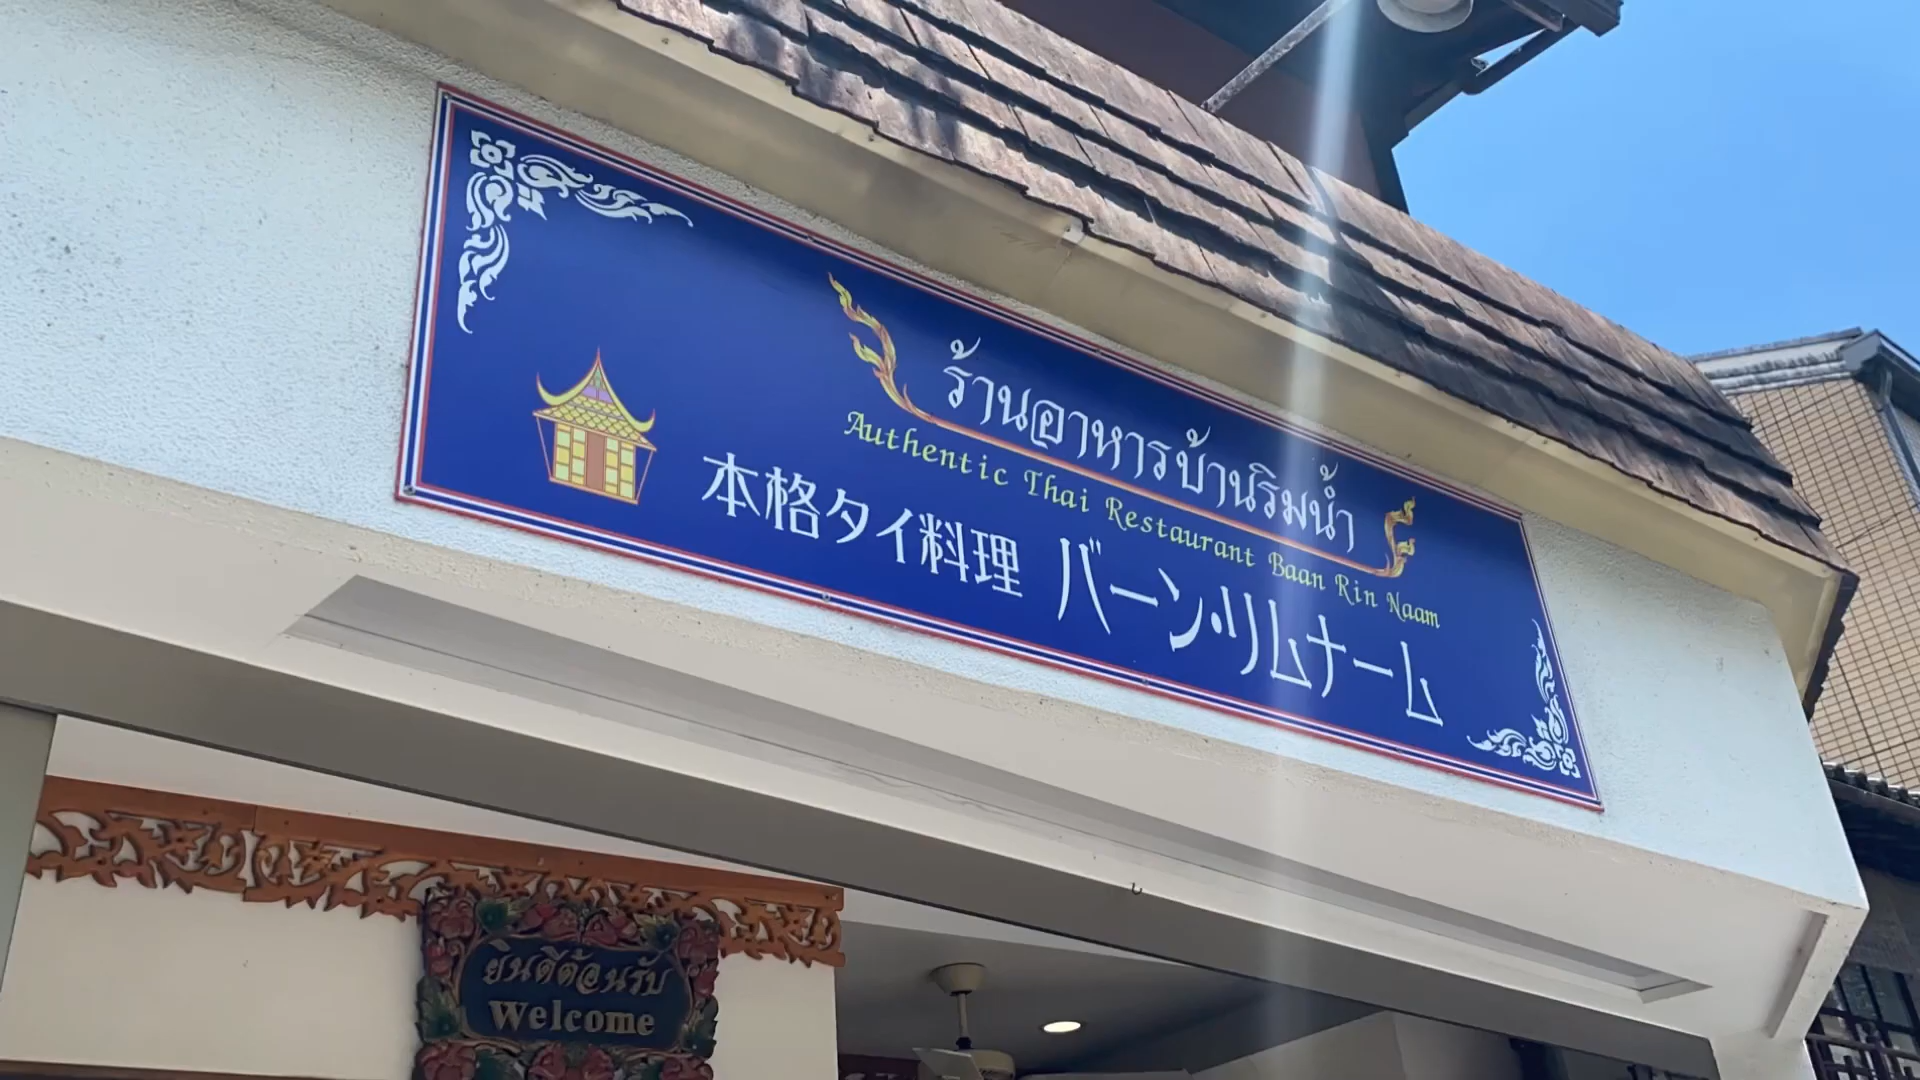 ร้านอาหารบ้านริมน้ำ
Authentic Thai Restaurant Baan Rin Naam
本格タイ料理 バーン・リムナーム
ยินดีต้อนรับ
Welcome